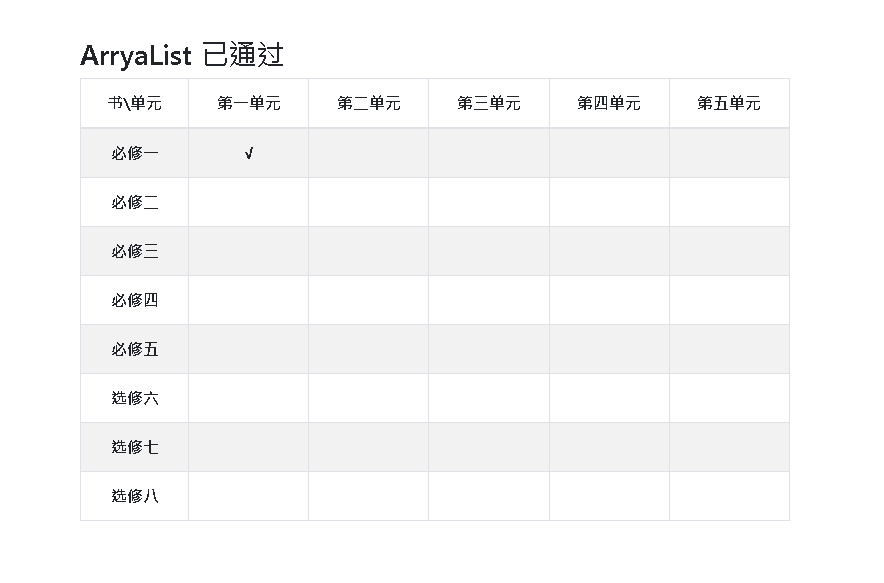 ArryaList 已通过
书\单元 第一单元 第二单元 第三单元 第四单元 第五单元
必修一 √
必修二
必修三
必修四
必修五
选修六
选修七
选修八